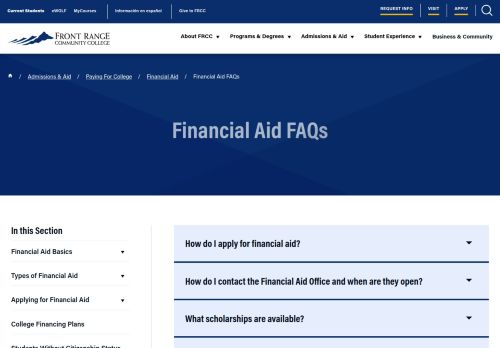 Current Students eWOLF MyCourses Información en español Give to FRCC REQUEST INFO VISIT APPLY
FRONT RANGE
COMMUNITY COLLEGE
About FRCC Programs & Degrees Admissions & Aid Student Experience Business & Community
/ Admissions & Aid / Paying For College / Financial Aid / Financial Aid FAQs
Financial Aid FAQs
In this Section
Financial Aid Basics
Types of Financial Aid
Applying for Financial Aid
College Financing Plans
Students Without Citizenship Status
How do I apply for financial aid?
How do I contact the Financial Aid Office and when are they open?
What scholarships are available?